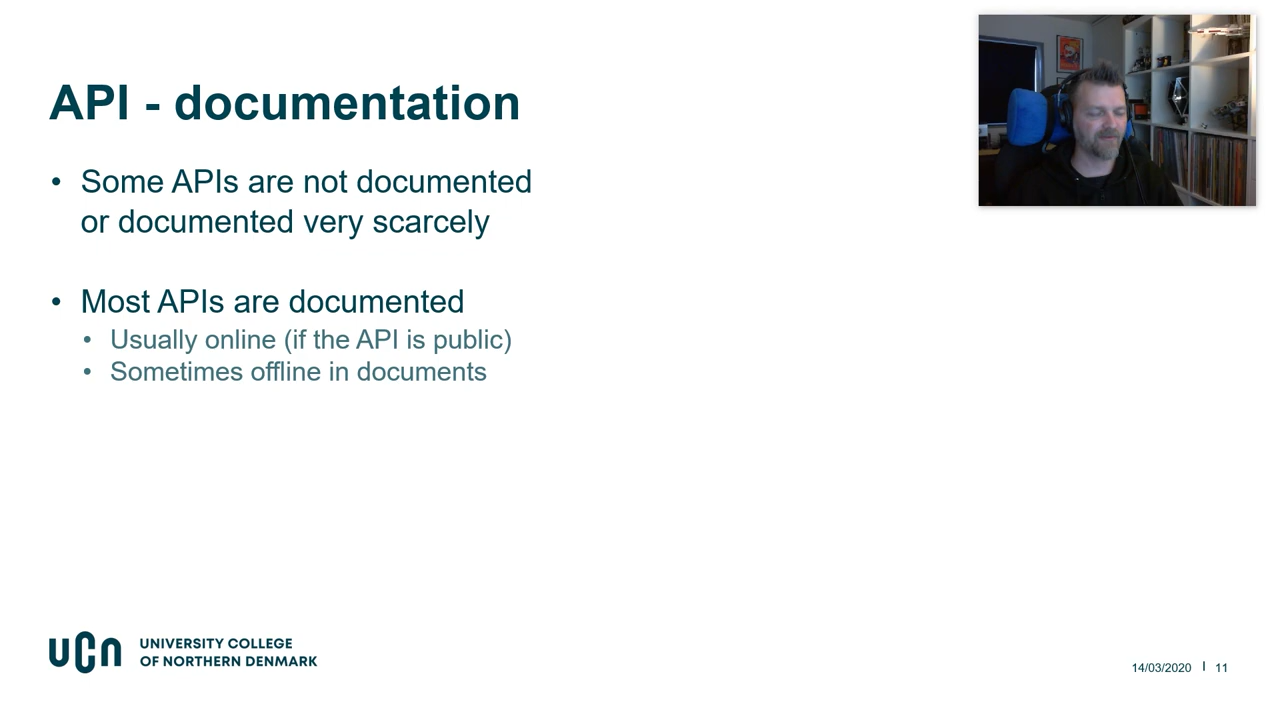 API - documentation
• Some APIs are not documented
or documented very scarcely
• Most APIs are documented
• Usually online (if the API is public)
• Sometimes offline in documents
UCN
UNIVERSITY COLLEGE
OF NORTHERN DENMARK
14/03/2020 | 11